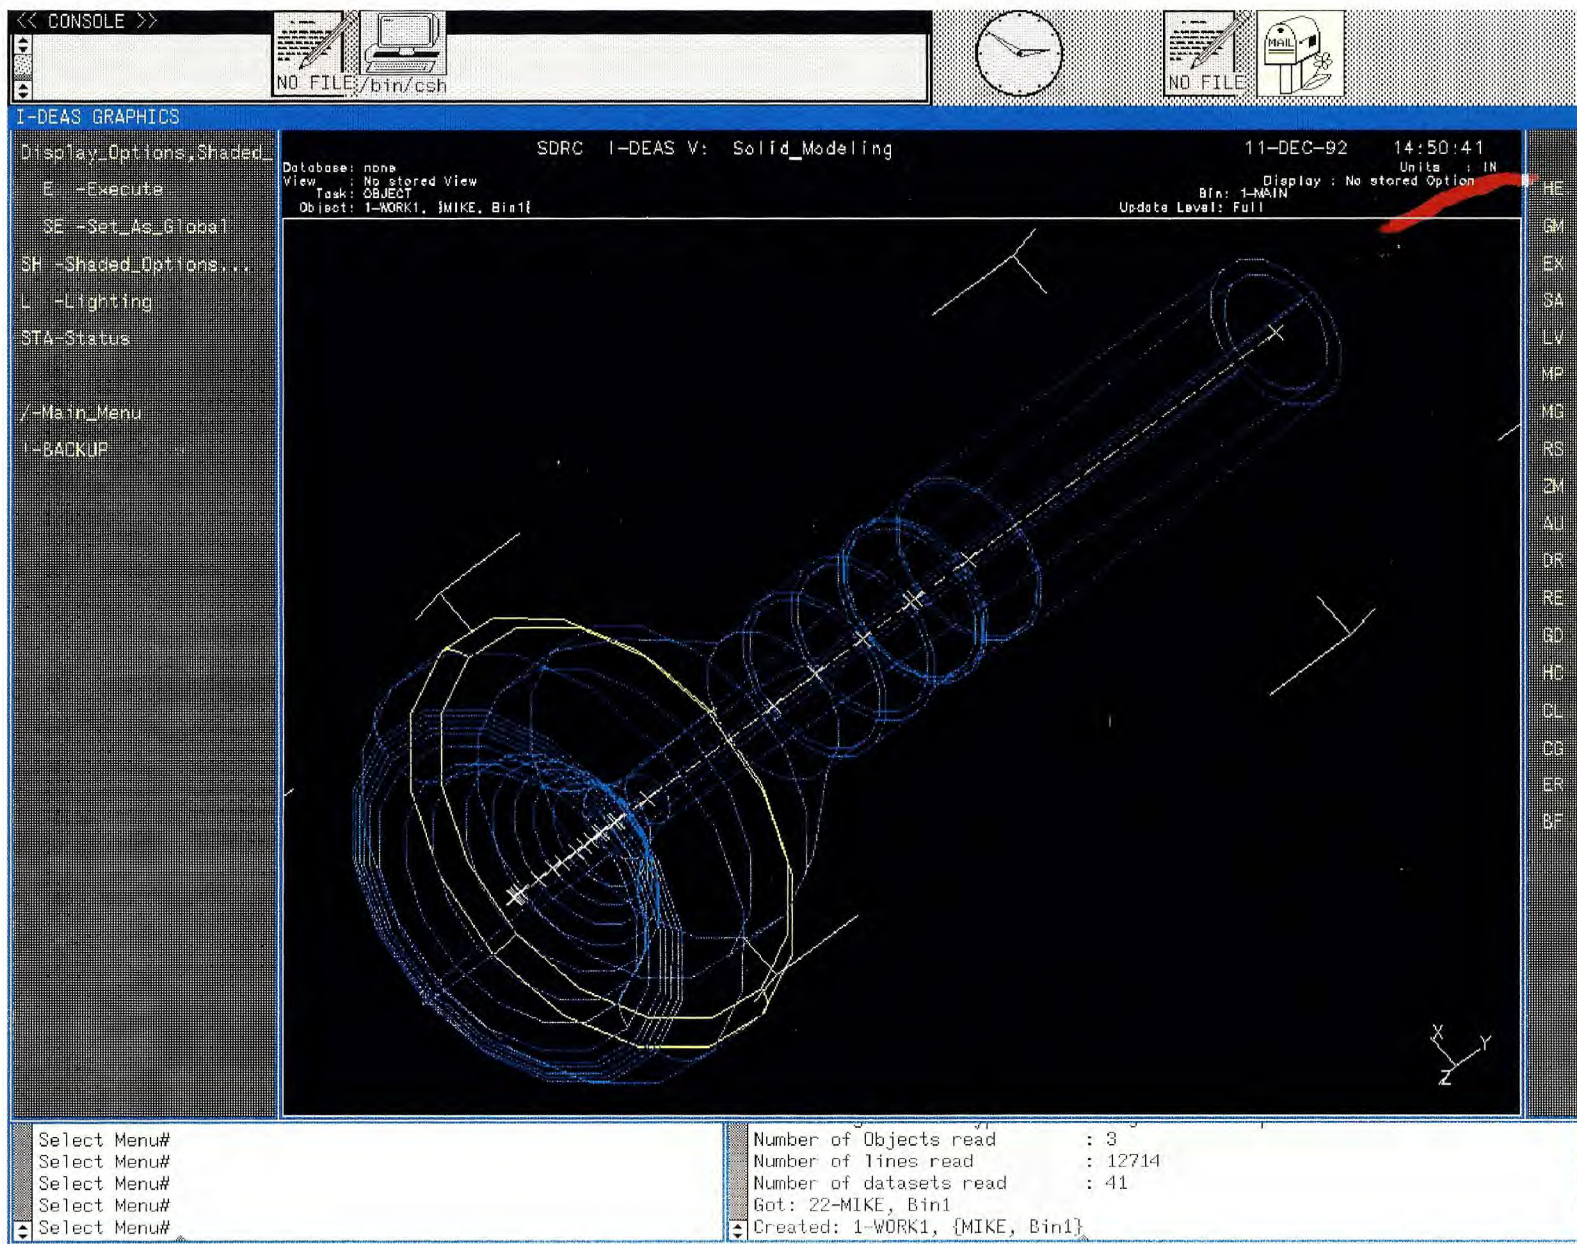 << CONSOLE >>
NO FILE
/bin/csh
NO FILE
MAIL
I-DEAS GRAPHICS
Display_Options,Shaded_
E -Execute
SE -Set_As_Global
SH -Shaded_Options...
L -Lighting
STA-Status
/-Main_Menu
!-BACKUP
SDRC I-DEAS V: Solid_Modeling
11-DEC-92 14:50:41
Database: none
Units : IN
View : No stored View
Display : No stored Option
Task: OBJECT
Bin: 1-MAIN
Object: 1-WORK1, {MIKE, Bin1}
Update Level: Full
HE
GM
EX
SA
LV
MP
MG
RS
ZM
AU
DR
RE
GD
HC
CL
CG
ER
BF
X
Y
Z
Select Menu#
Select Menu#
Select Menu#
Select Menu#
Select Menu#
Number of Objects read : 3
Number of lines read : 12714
Number of datasets read : 41
Got: 22-MIKE, Bin1
Created: 1-WORK1, {MIKE, Bin1}